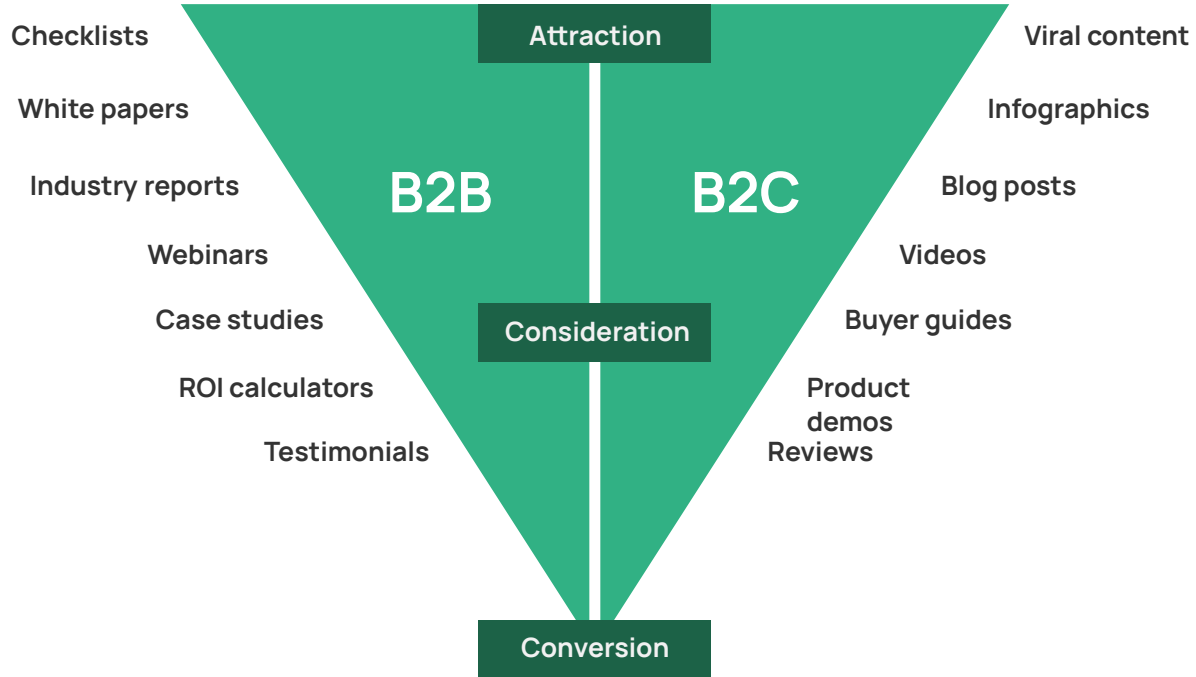 Checklists
Attraction
Viral content
White papers
Infographics
Industry reports
B2B
B2C
Blog posts
Webinars
Videos
Case studies
Consideration
Buyer guides
ROI calculators
Product
demos
Testimonials
Reviews
Conversion